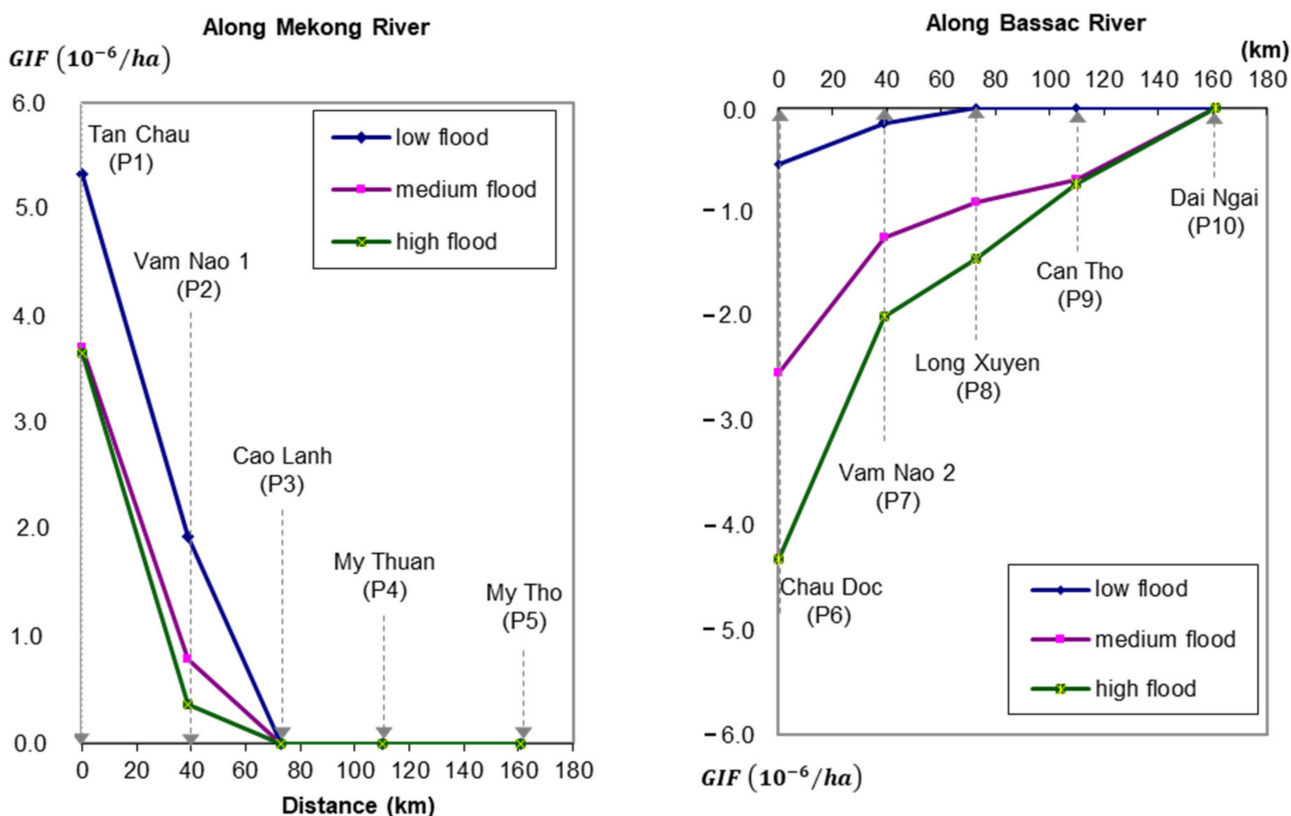 Along Mekong River
GIF (10⁻⁶/ha)
6.0
5.0
4.0
3.0
2.0
1.0
0.0
Tan Chau
(P1)
Vam Nao 1
(P2)
Cao Lanh
(P3)
My Thuan
(P4)
My Tho
(P5)
low flood
medium flood
high flood
0 20 40 60 80 100 120 140 160 180
Distance (km)
Along Bassac River
(km)
0 20 40 60 80 100 120 140 160 180
0.0
−1.0
−2.0
−3.0
−4.0
−5.0
−6.0
Dai Ngai
(P10)
Can Tho
(P9)
Long Xuyen
(P8)
Vam Nao 2
(P7)
Chau Doc
(P6)
low flood
medium flood
high flood
GIF (10⁻⁶/ha)